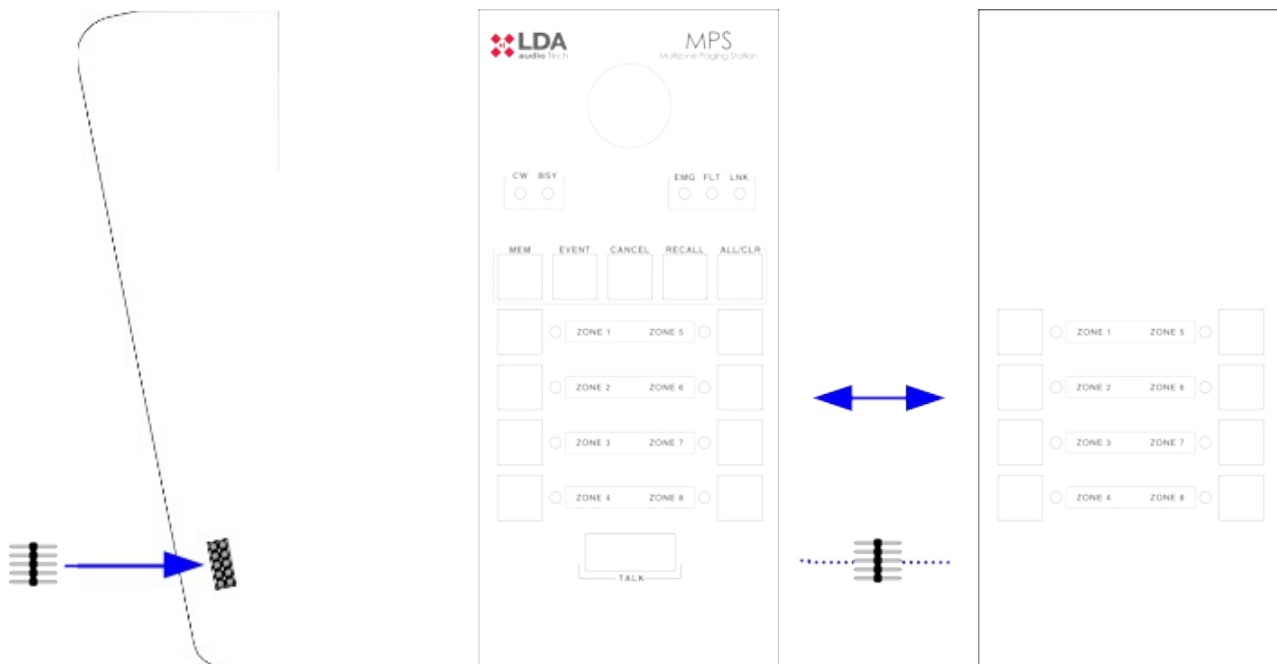 LDA MPS
audio Tech Multizone Paging Station
CW BSY EMG FLT LNK
MEM EVENT CANCEL RECALL ALL/CLR
ZONE 1 ZONE 5 ZONE 1 ZONE 5
ZONE 2 ZONE 6 ZONE 2 ZONE 6
ZONE 3 ZONE 7 ZONE 3 ZONE 7
ZONE 4 ZONE 8 ZONE 4 ZONE 8
TALK